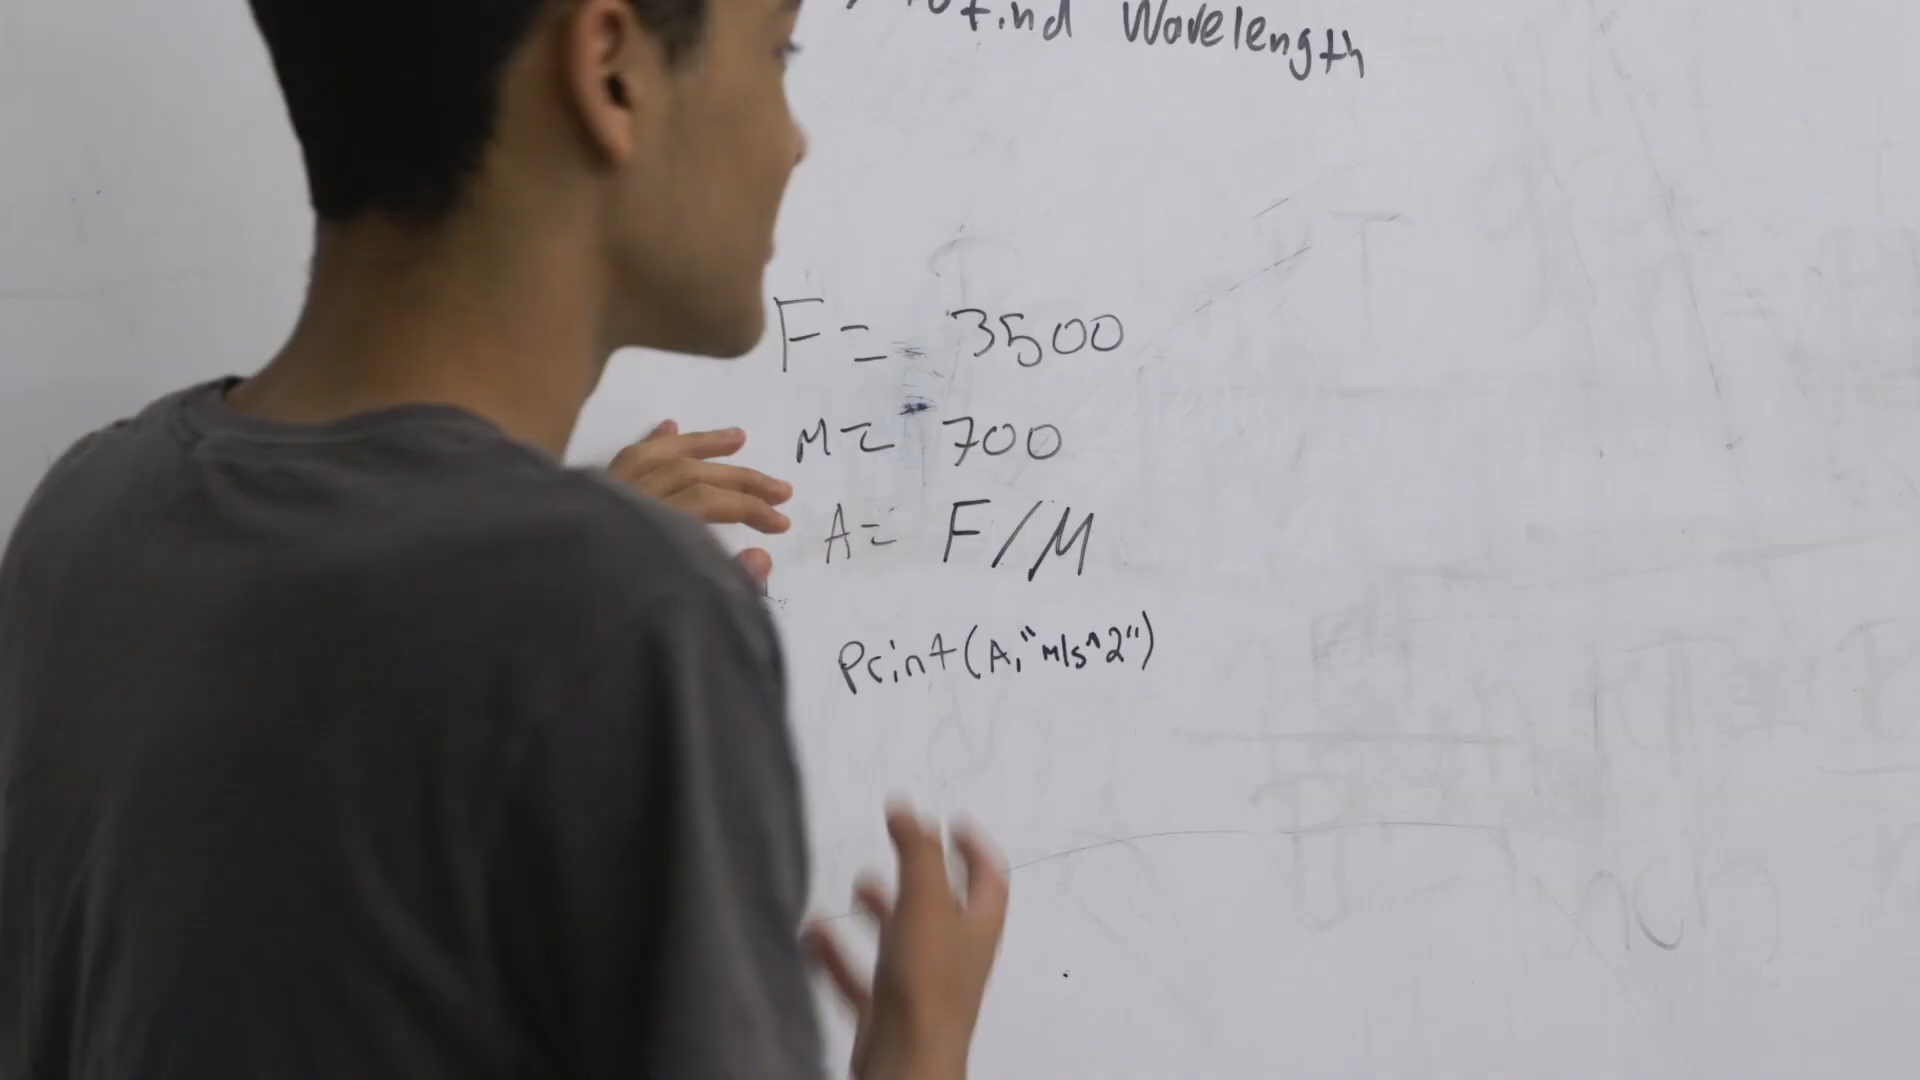 to find Wavelength
F= 3500
M= 700
A= F/M
Print(A,"M/s^2")